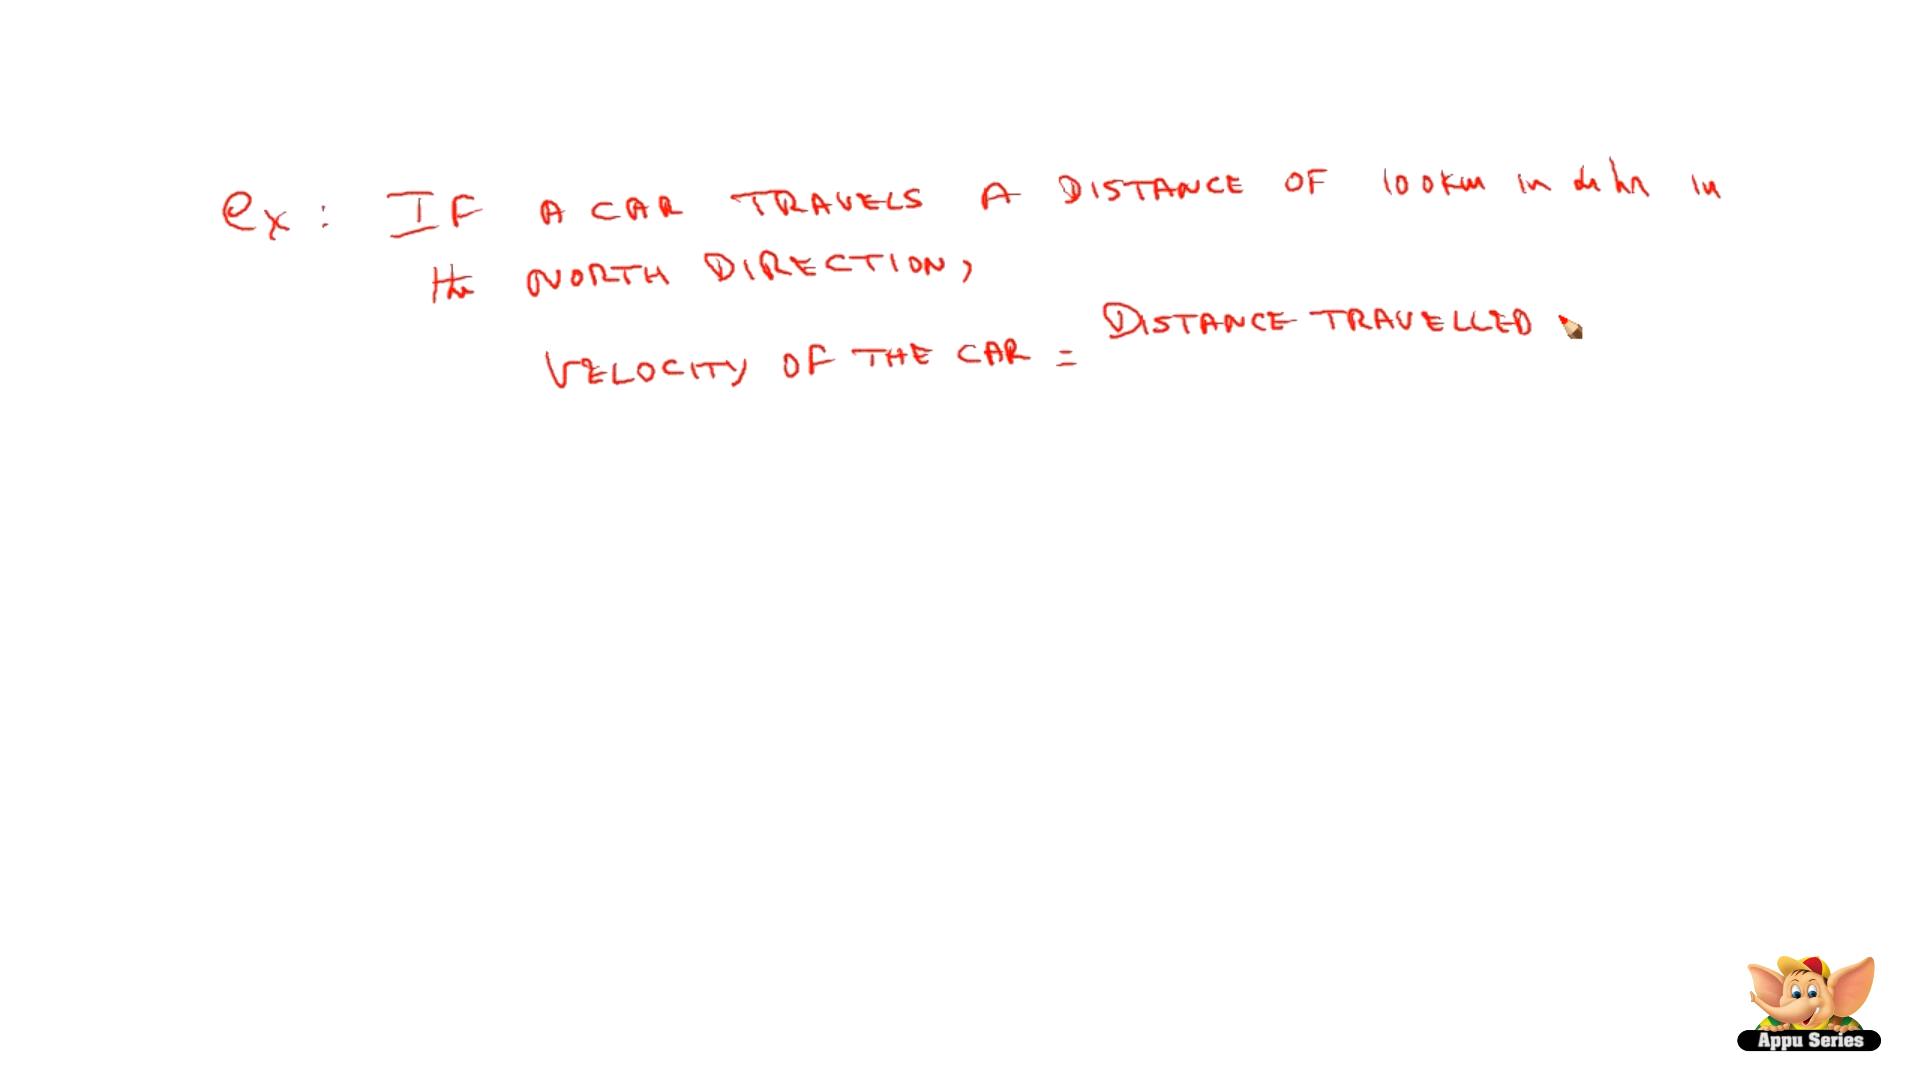 ex: IF A CAR TRAVELS A DISTANCE OF 100km in hr in
the NORTH DIRECTION,
VELOCITY OF THE CAR = DISTANCE TRAVELLED
Appu Series